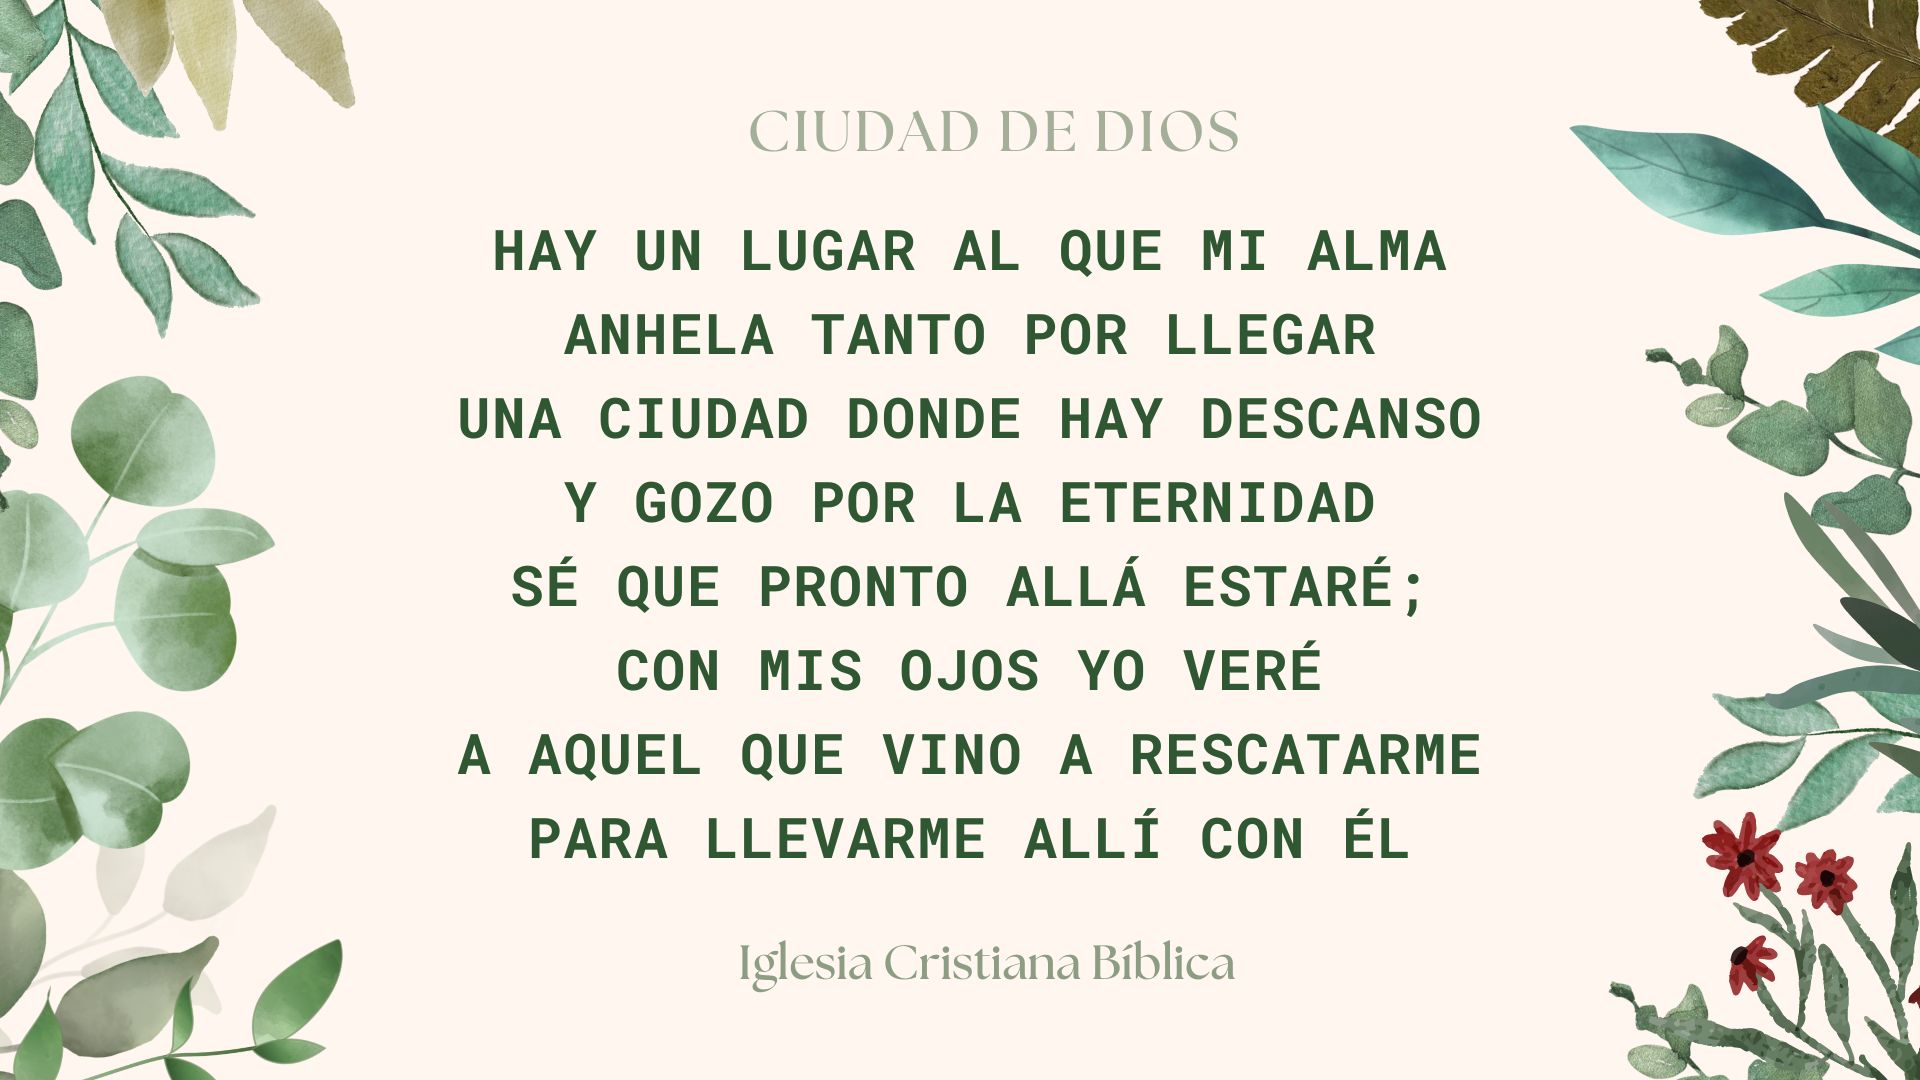 CIUDAD DE DIOS
HAY UN LUGAR AL QUE MI ALMA
ANHELA TANTO POR LLEGAR
UNA CIUDAD DONDE HAY DESCANSO
Y GOZO POR LA ETERNIDAD
SÉ QUE PRONTO ALLÁ ESTARÉ;
CON MIS OJOS YO VERÉ
A AQUEL QUE VINO A RESCATARME
PARA LLEVARME ALLÍ CON ÉL
Iglesia Cristiana Bíblica